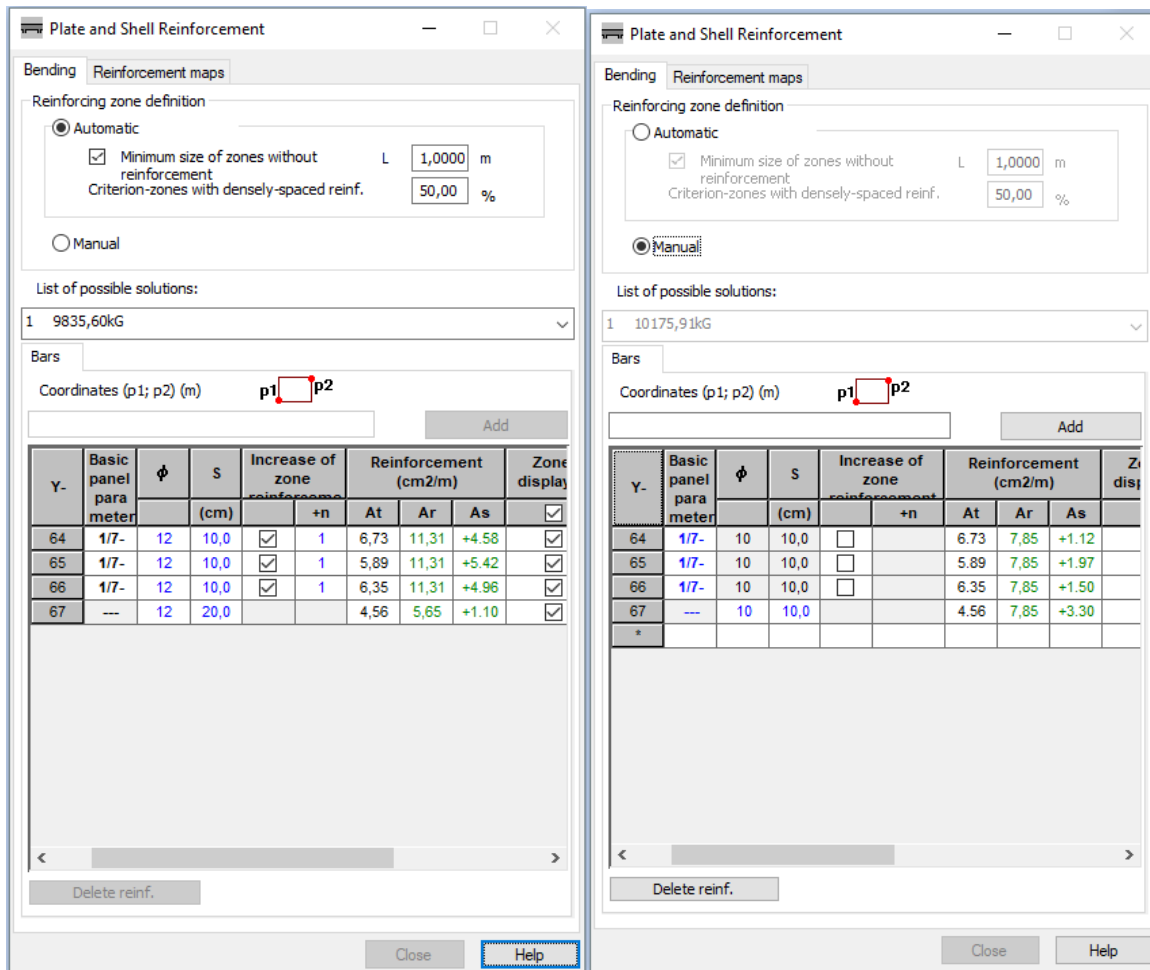 Plate and Shell Reinforcement
Bending
Reinforcement maps
Reinforcing zone definition
Automatic
Minimum size of zones without
reinforcement
L 1,0000 m
Criterion-zones with densely-spaced reinf.
50,00 %
Manual
List of possible solutions:
1 9835,60kG
Bars
Coordinates (p1; p2) (m)
p1 p2
Add
Y- Basic panel para meter ϕ S (cm) Increase of zone reinforceme +n Reinforcement (cm2/m) At Ar As Zone display
64 1/7- 12 10,0 1 6,73 11,31 +4.58
65 1/7- 12 10,0 1 5,89 11,31 +5.42
66 1/7- 12 10,0 1 6,35 11,31 +4.96
67 --- 12 20,0 4,56 5,65 +1.10
Delete reinf.
Close
Help
Plate and Shell Reinforcement
Bending
Reinforcement maps
Reinforcing zone definition
Automatic
Minimum size of zones without
reinforcement
L 1,0000 m
Criterion-zones with densely-spaced reinf.
50,00 %
Manual
List of possible solutions:
1 10175,91kG
Bars
Coordinates (p1; p2) (m)
p1 p2
Add
Y- Basic panel para meter ϕ S (cm) Increase of zone reinforcement +n Reinforcement (cm2/m) At Ar As Zo disp
64 1/7- 10 10,0 6.73 7,85 +1.12
65 1/7- 10 10,0 5.89 7,85 +1.97
66 1/7- 10 10,0 6.35 7,85 +1.50
67 --- 10 10,0 4.56 7,85 +3.30
*
Delete reinf.
Close
Help